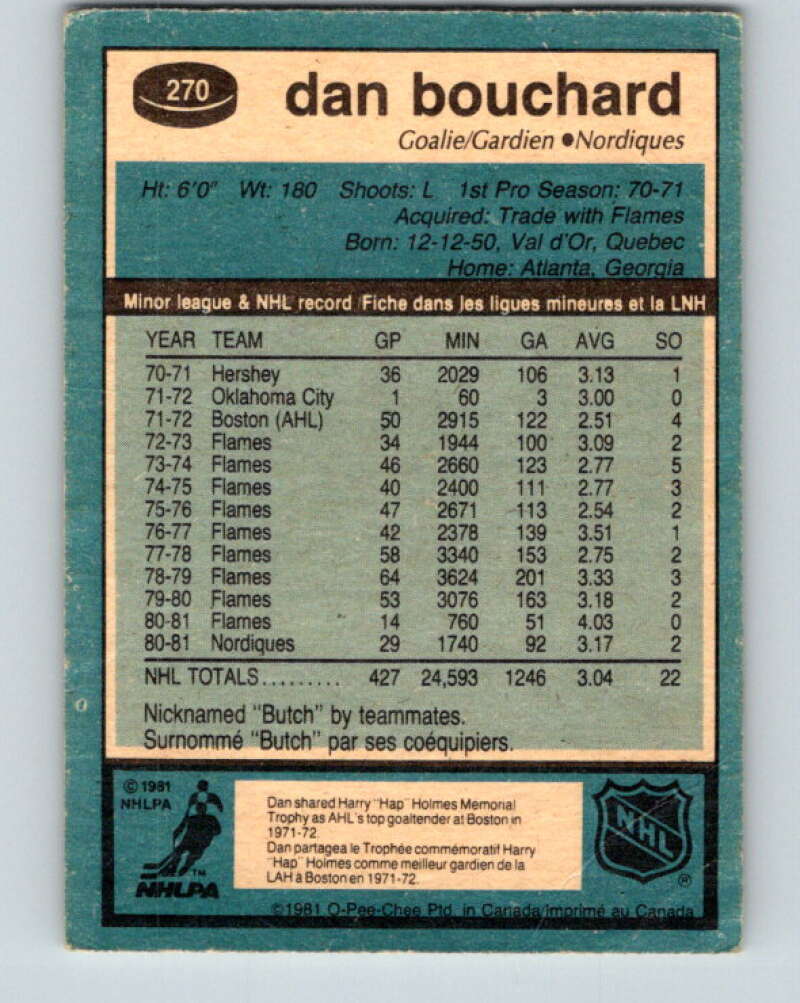 270
dan bouchard
Goalie/Gardien ●Nordiques
Ht: 6'0" Wt: 180 Shoots: L 1st Pro Season: 70-71
Acquired: Trade with Flames
Born: 12-12-50, Val d'Or, Quebec
Home: Atlanta, Georgia
Minor league & NHL record /Fiche dans les ligues mineures et la LNH
YEAR TEAM GP MIN GA AVG SO
70-71 Hershey 36 2029 106 3.13 1
71-72 Oklahoma City 1 60 3 3.00 0
71-72 Boston (AHL) 50 2915 122 2.51 4
72-73 Flames 34 1944 100 3.09 2
73-74 Flames 46 2660 123 2.77 5
74-75 Flames 40 2400 111 2.77 3
75-76 Flames 47 2671 113 2.54 2
76-77 Flames 42 2378 139 3.51 1
77-78 Flames 58 3340 153 2.75 2
78-79 Flames 64 3624 201 3.33 3
79-80 Flames 53 3076 163 3.18 2
80-81 Flames 14 760 51 4.03 0
80-81 Nordiques 29 1740 92 3.17 2
NHL TOTALS......... 427 24,593 1246 3.04 22
Nicknamed "Butch" by teammates.
Surnommé "Butch" par ses coéquipiers.
© 1981
NHLPA
TM
NHLPA
Dan shared Harry "Hap" Holmes Memorial
Trophy as AHL's top goaltender at Boston in
1971-72.
Dan partagea le Trophée commémoratif Harry
"Hap" Holmes comme meilleur gardien de la
LAH à Boston en 1971-72.
NHL
®
©1981 O-Pee-Chee Ptd. in Canada/imprimé au Canada